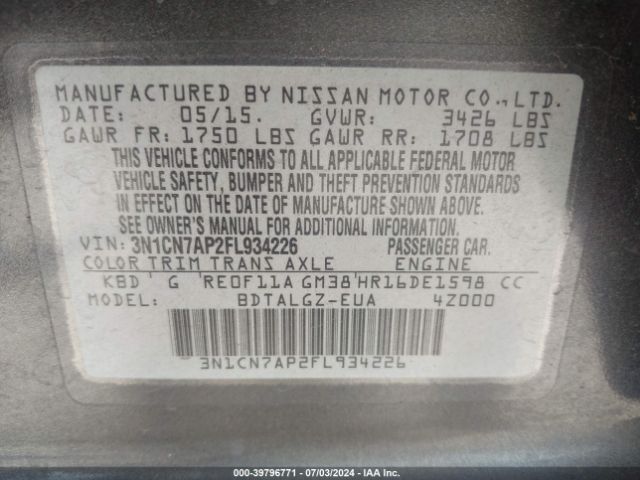 MANUFACTURED BY NISSAN MOTOR CO., LTD.
DATE: 05/15. GVWR: 3426 LBS
GAWR FR: 1750 LBS GAWR RR: 1708 LBS
THIS VEHICLE CONFORMS TO ALL APPLICABLE FEDERAL MOTOR
VEHICLE SAFETY, BUMPER AND THEFT PREVENTION STANDARDS
IN EFFECT ON THE DATE OF MANUFACTURE SHOWN ABOVE.
SEE OWNER'S MANUAL FOR ADDITIONAL INFORMATION.
VIN: 3N1CN7AP2FL934226 PASSENGER CAR.
COLOR TRIM TRANS AXLE ENGINE
KBD G RE0F11A GM38 HR16DE1598 CC
MODEL: BDTALGZ-EUA 4Z000
3N1CN7AP2FL934226
000-39796771 | 07/03/2024 - IAA Inc.